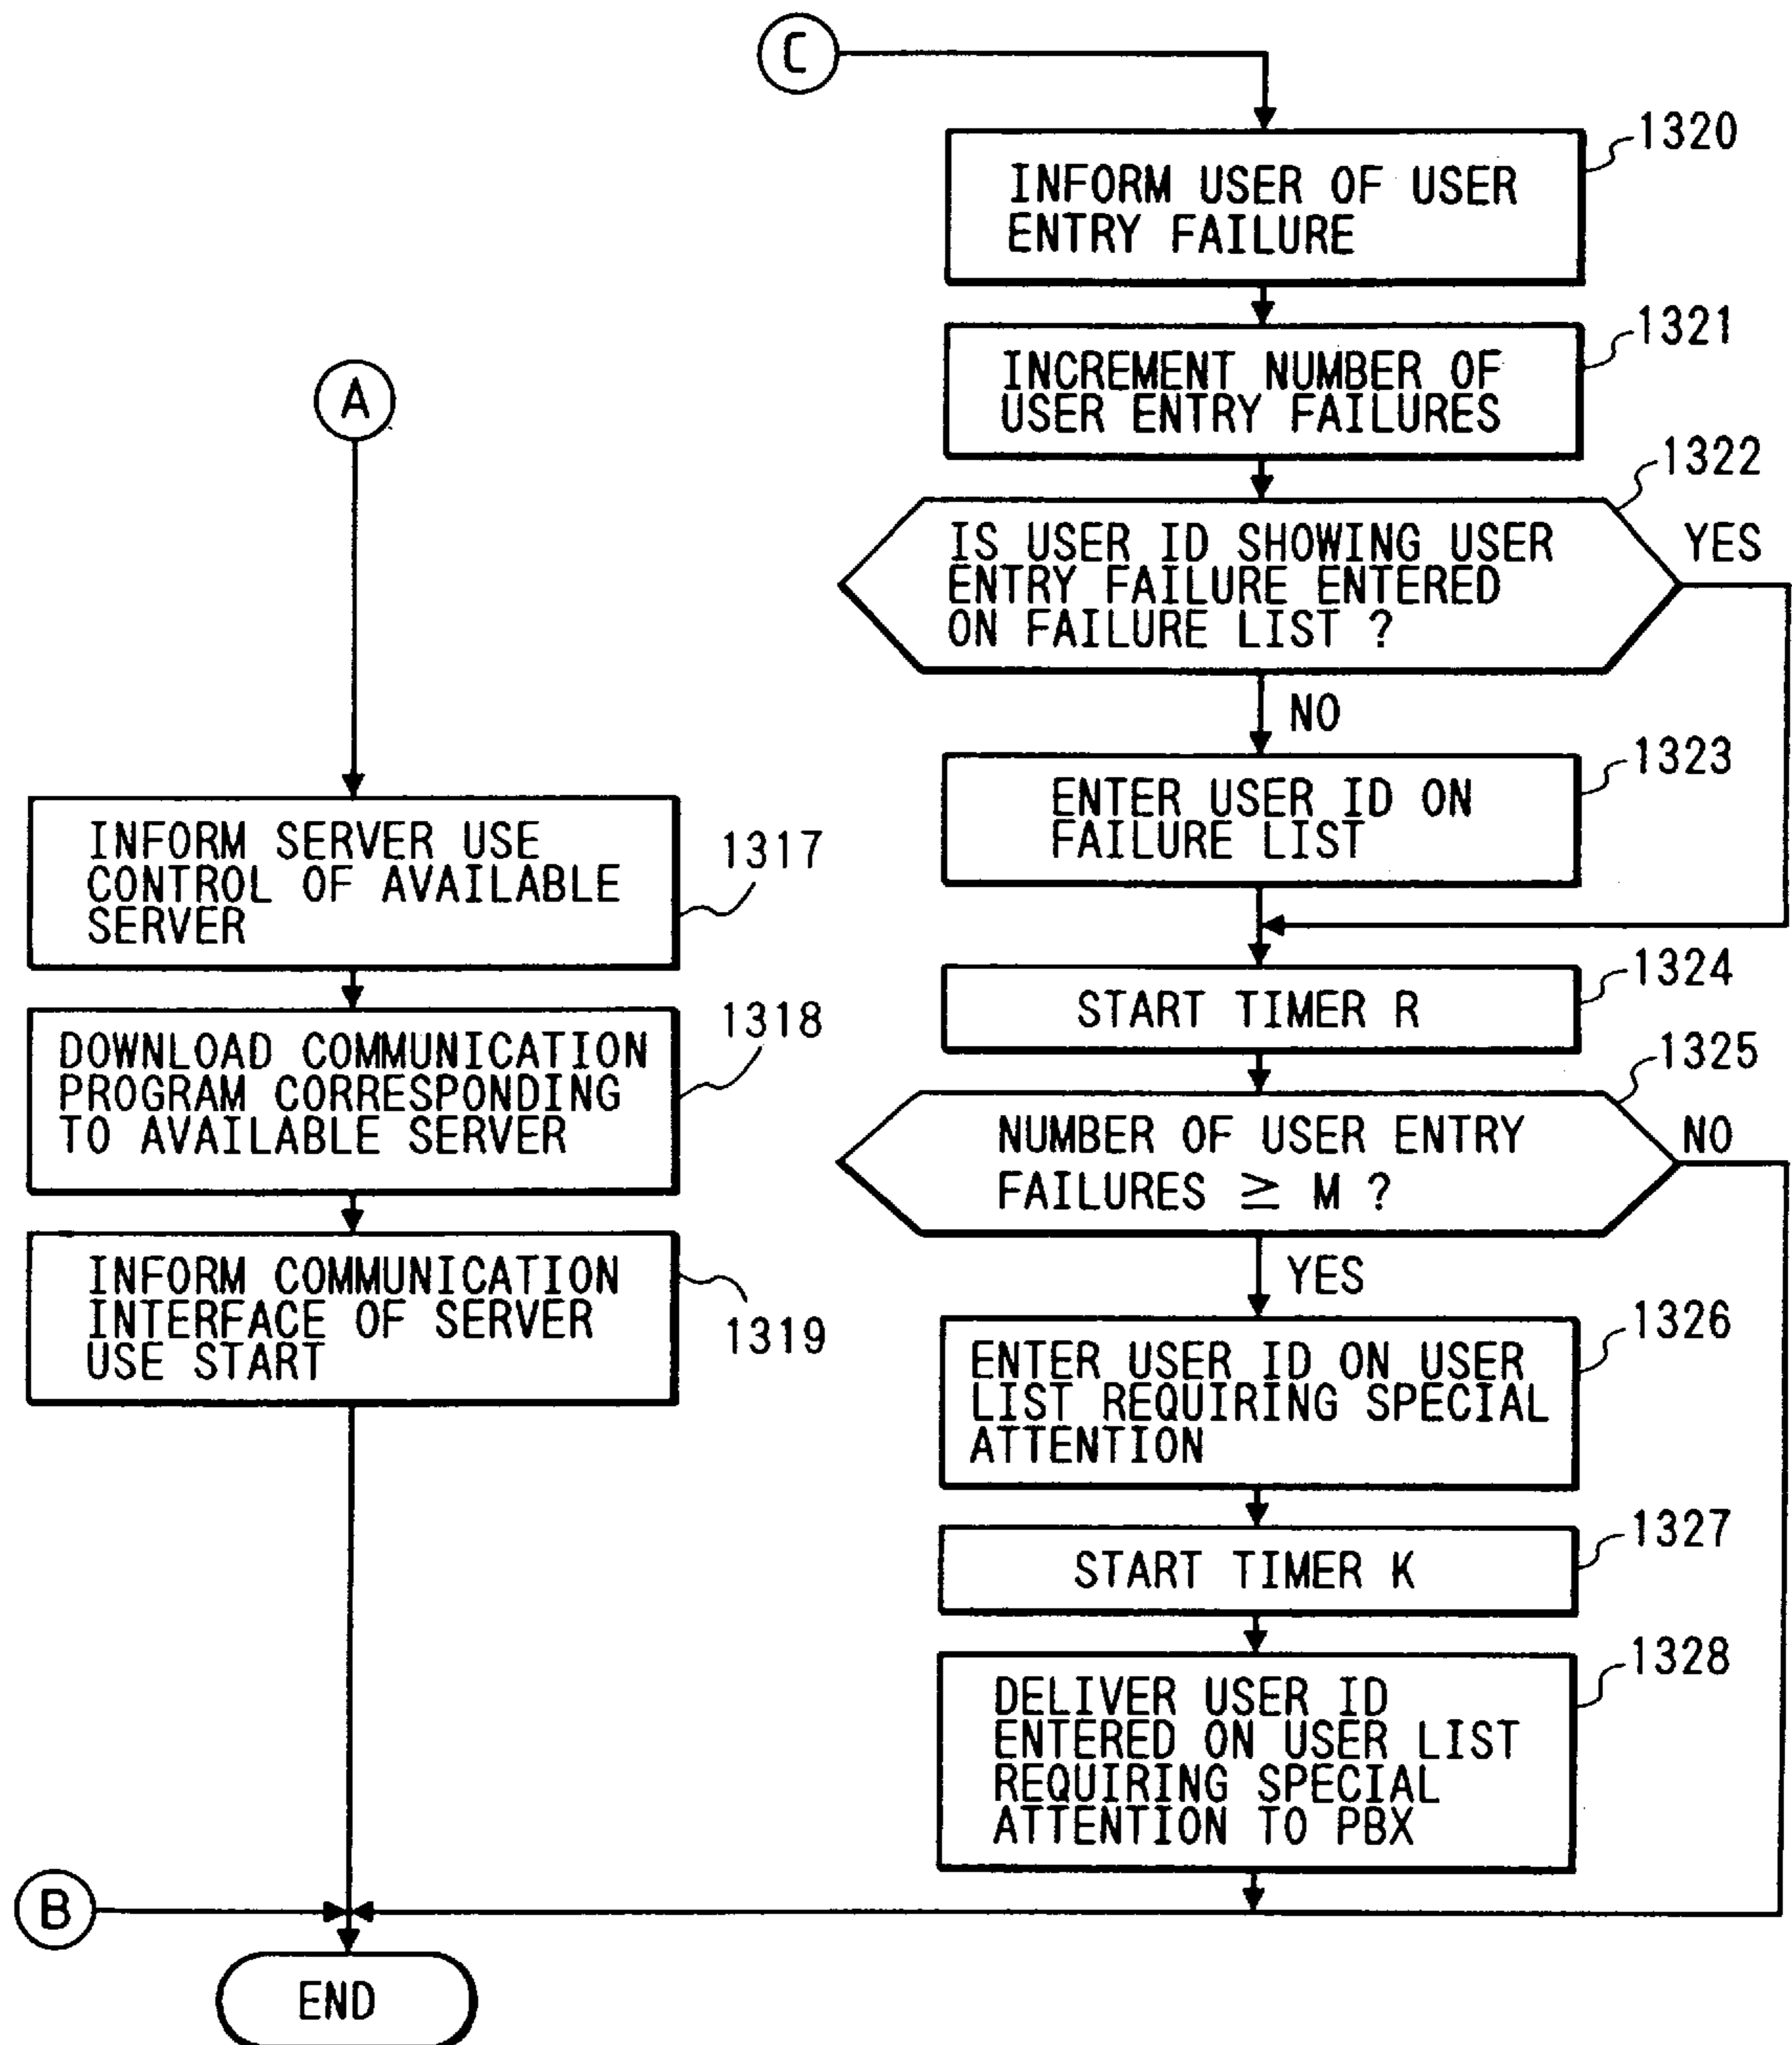 C
1320
INFORM USER OF USER
ENTRY FAILURE
1321
INCREMENT NUMBER OF
USER ENTRY FAILURES
1322
IS USER ID SHOWING USER
ENTRY FAILURE ENTERED
ON FAILURE LIST ?
YES
NO
1323
ENTER USER ID ON
FAILURE LIST
1324
START TIMER R
1325
NUMBER OF USER ENTRY
FAILURES ≧ M ?
NO
YES
1326
ENTER USER ID ON USER
LIST REQUIRING SPECIAL
ATTENTION
1327
START TIMER K
1328
DELIVER USER ID
ENTERED ON USER LIST
REQUIRING SPECIAL
ATTENTION TO PBX
A
INFORM SERVER USE
CONTROL OF AVAILABLE
SERVER
1317
DOWNLOAD COMMUNICATION
PROGRAM CORRESPONDING
TO AVAILABLE SERVER
1318
INFORM COMMUNICATION
INTERFACE OF SERVER
USE START
1319
B
END